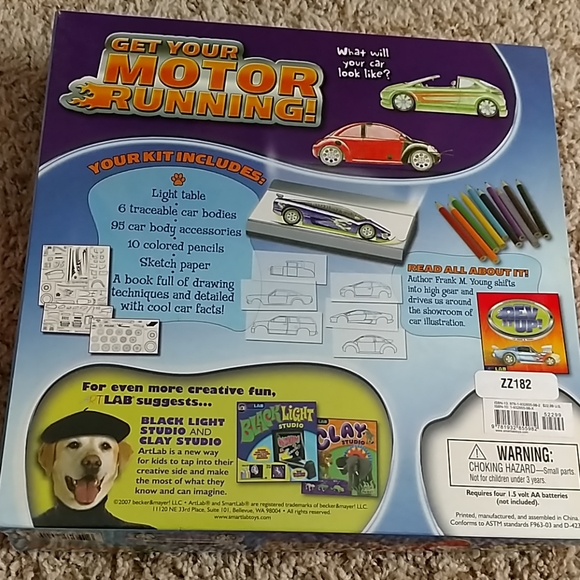 GET YOUR
MOTOR
RUNNING!
What will
your car
look like?
YOUR KIT INCLUDES:
Light table
6 traceable car bodies
95 car body accessories
10 colored pencils
Sketch paper
A book full of drawing
techniques and detailed
with cool car facts!
READ ALL ABOUT IT!
Author Frank M. Young shifts
into high gear and
drives us around
the showroom of
car illustration.
ZZ182
52299
9 781932 855982
For even more creative fun,
ART LAB suggests...
BLACK LIGHT
STUDIO AND
CLAY STUDIO
ArtLab is a new way
for kids to tap into their
creative side and make
the most of what they
know and can imagine.
LAB
BLACK LIGHT
STUDIO
CLAY
STUDIO
WARNING:
CHOKING HAZARD—Small parts.
Not for children under 3 years.
Requires four 1.5 volt AA batteries
(not included).
Printed, manufactured, and assembled in China.
Conforms to ASTM standards F963-03 and D-423
©2007 becker&mayer! LLC. • ArtLab® and SmartLab® are registered trademarks of becker&mayer! LLC.
11120 NE 33rd Place, Suite 101, Bellevue, WA 98004 • All rights reserved.
www.smartlabtoys.com